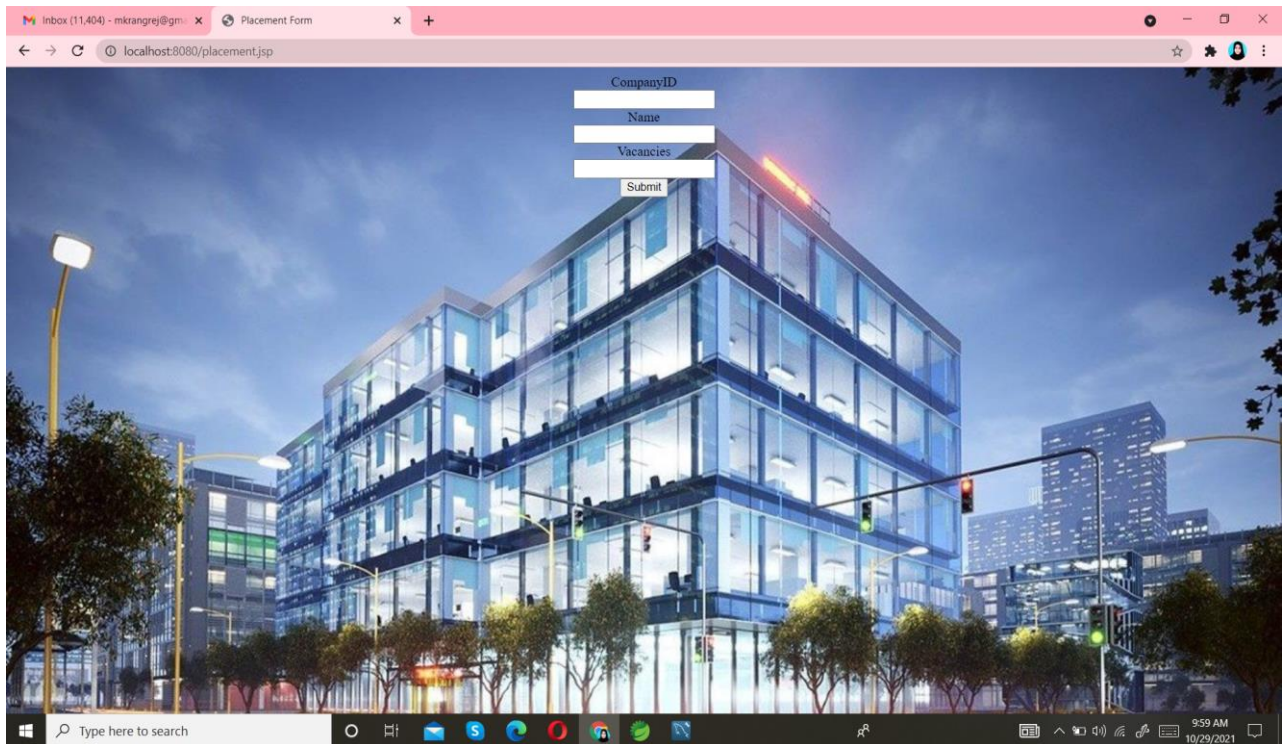 Inbox (11,404) - mkrangrej@gma
Placement Form
localhost:8080/placement.jsp
CompanyID
Name
Vacancies
Submit
Type here to search
9:59 AM
10/29/2021